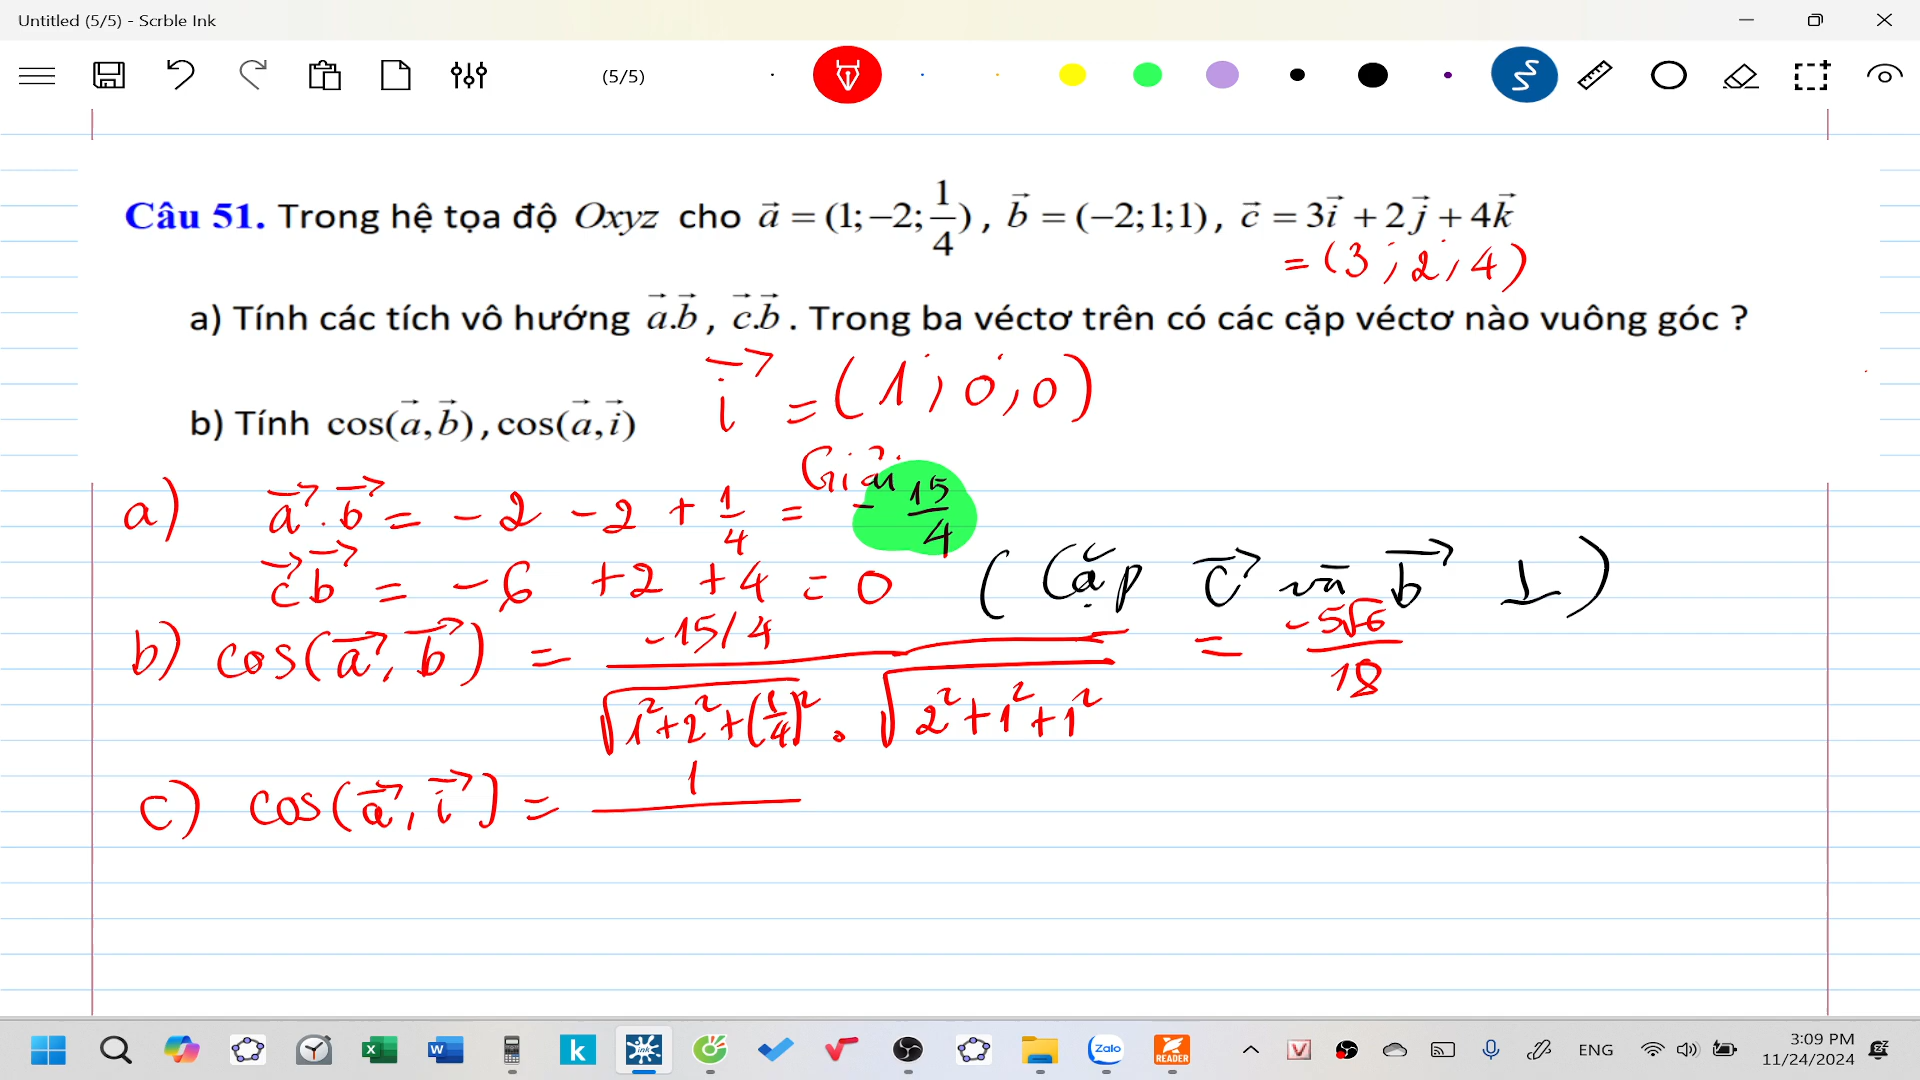 Untitled (5/5) - Scrble Ink
(5/5)
Câu 51. Trong hệ tọa độ Oxyz cho a⃗ = (1;−2;1/4), b⃗ = (−2;1;1), c⃗ = 3i⃗ + 2j⃗ + 4k⃗
= (3; 2; 4)
a) Tính các tích vô hướng a⃗.b⃗, c⃗.b⃗. Trong ba véctơ trên có các cặp véctơ nào vuông góc ?
i⃗ = (1; 0; 0)
b) Tính cos(a⃗,b⃗), cos(a⃗,i⃗)
Giải
a) a⃗.b⃗ = −2 −2 + 1/4 = −15/4
c⃗b⃗ = −6 +2 +4 = 0 (Cặp c⃗ và b⃗ ⊥)
b) cos(a⃗, b⃗) = (−15/4)/(√(1²+2²+(1/4)²) . √(2²+1²+1²)) = −5√6/18
c) cos(a⃗, i⃗) = 1
Zalo
READER
ink
ENG
3:09 PM
11/24/2024